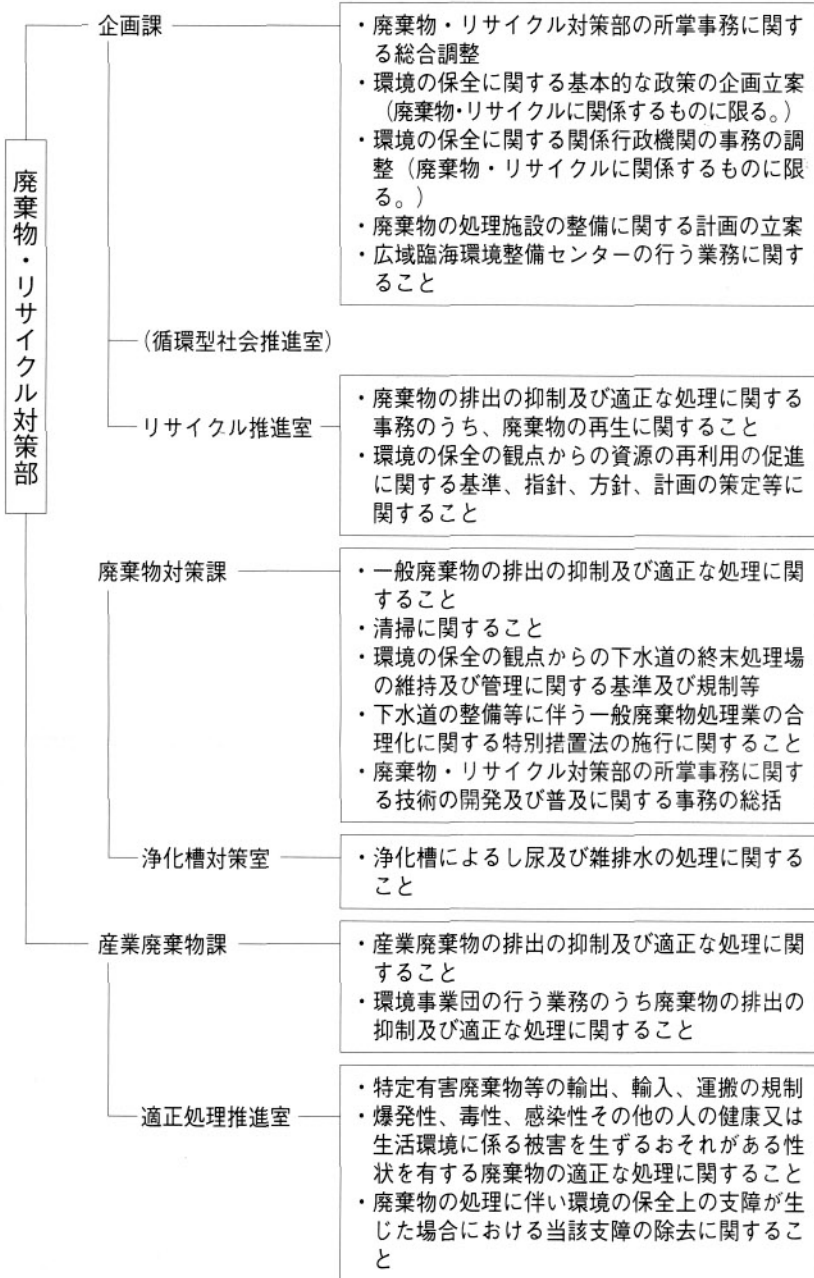 廃棄物・リサイクル対策部
企画課
・廃棄物・リサイクル対策部の所掌事務に関す
る総合調整
・環境の保全に関する基本的な政策の企画立案
（廃棄物・リサイクルに関係するものに限る。）
・環境の保全に関する関係行政機関の事務の調
整（廃棄物・リサイクルに関係するものに限
る。）
・廃棄物の処理施設の整備に関する計画の立案
・広域臨海環境整備センターの行う業務に関す
ること
（循環型社会推進室）
リサイクル推進室
・廃棄物の排出の抑制及び適正な処理に関する
事務のうち、廃棄物の再生に関すること
・環境の保全の観点からの資源の再利用の促進
に関する基準、指針、方針、計画の策定等に
関すること
廃棄物対策課
・一般廃棄物の排出の抑制及び適正な処理に関
すること
・清掃に関すること
・環境の保全の観点からの下水道の終末処理場
の維持及び管理に関する基準及び規制等
・下水道の整備等に伴う一般廃棄物処理業の合
理化に関する特別措置法の施行に関すること
・廃棄物・リサイクル対策部の所掌事務に関す
る技術の開発及び普及に関する事務の総括
浄化槽対策室
・浄化槽によるし尿及び雑排水の処理に関する
こと
産業廃棄物課
・産業廃棄物の排出の抑制及び適正な処理に関
すること
・環境事業団の行う業務のうち廃棄物の排出の
抑制及び適正な処理に関すること
適正処理推進室
・特定有害廃棄物等の輸出、輸入、運搬の規制
・爆発性、毒性、感染性その他の人の健康又は
生活環境に係る被害を生ずるおそれがある性
状を有する廃棄物の適正な処理に関すること
・廃棄物の処理に伴い環境の保全上の支障が生
じた場合における当該支障の除去に関するこ
と